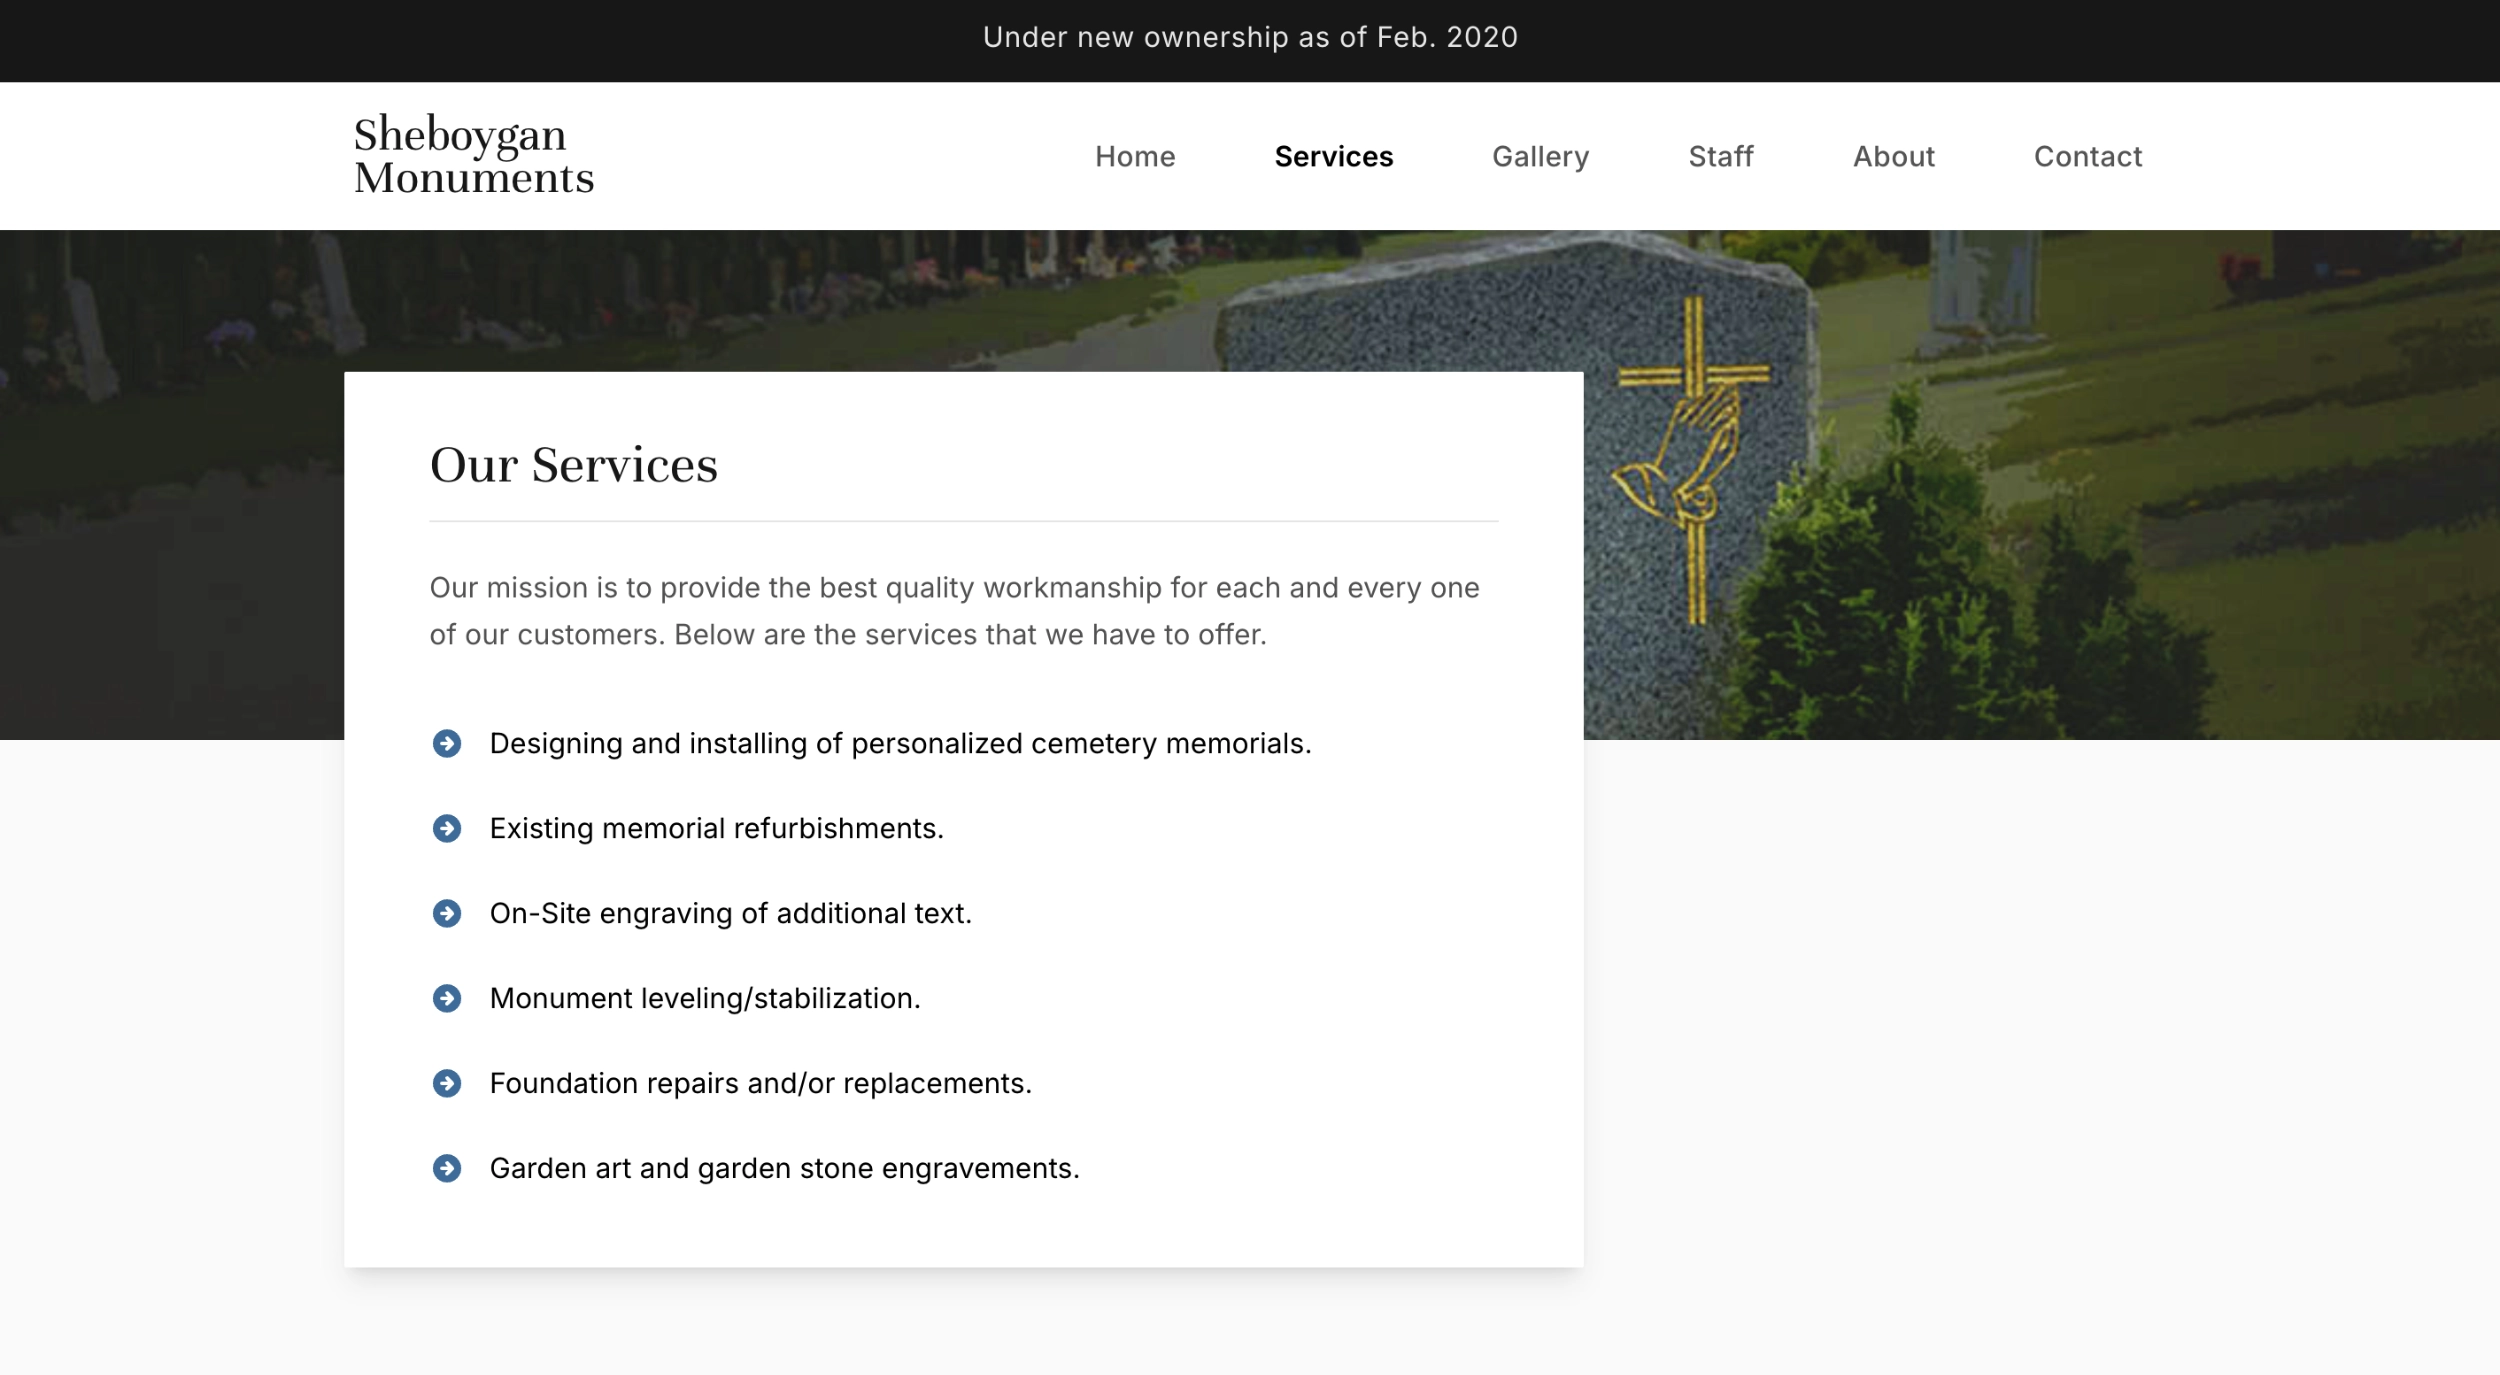 Under new ownership as of Feb. 2020
Sheboygan
Monuments
Home Services Gallery Staff About Contact
Our Services
Our mission is to provide the best quality workmanship for each and every one
of our customers. Below are the services that we have to offer.
Designing and installing of personalized cemetery memorials.
Existing memorial refurbishments.
On-Site engraving of additional text.
Monument leveling/stabilization.
Foundation repairs and/or replacements.
Garden art and garden stone engravements.